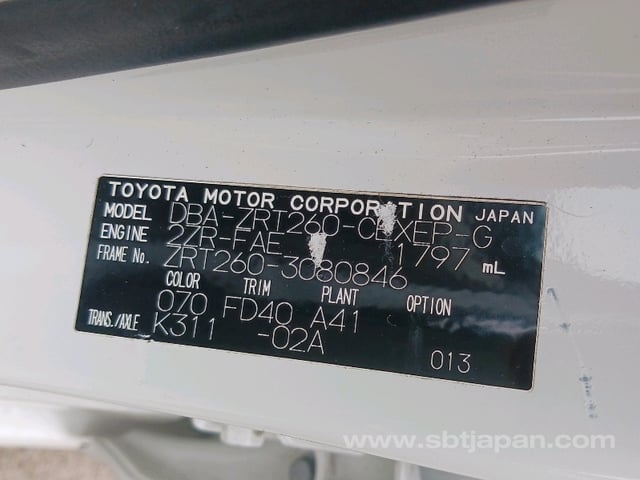 TOYOTA MOTOR CORPORATION JAPAN
MODEL DBA-ZRT260-CEXEP-G
ENGINE 2ZR-FAE 1797 mL
FRAME No. ZRT260-3080846
COLOR TRIM PLANT OPTION
070 FD40 A41
TRANS./AXLE K311 -02A 013
www.sbtjapan.com